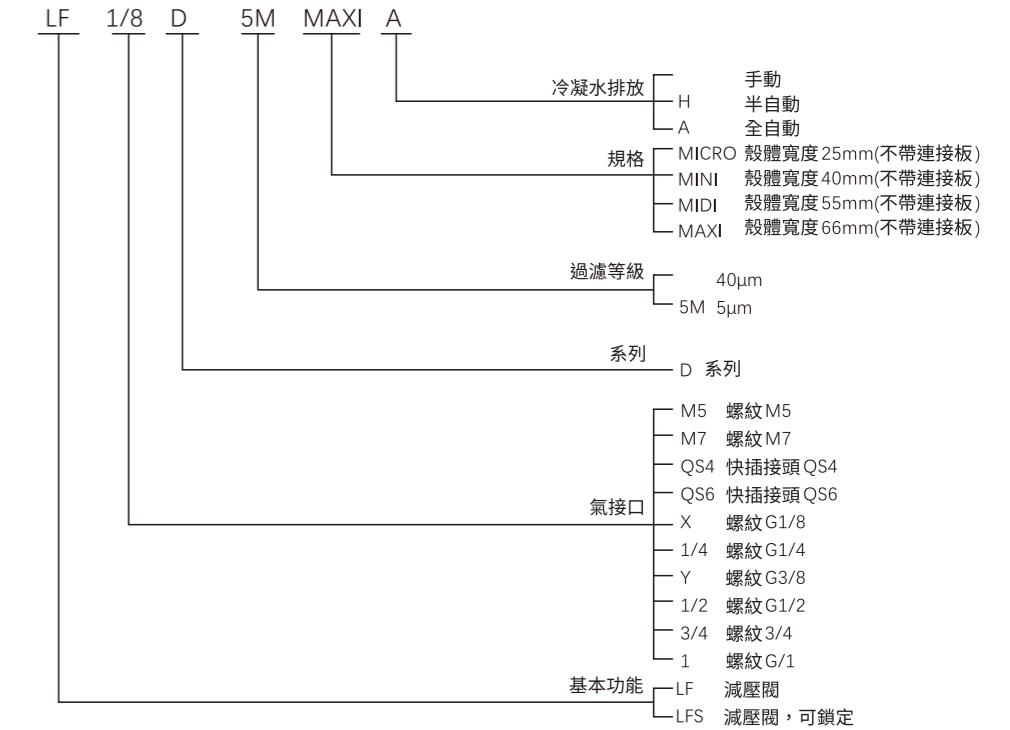 LF 1/8 D 5M MAXI A
冷凝水排放
手動
H 半自動
A 全自動
規格
MICRO 殼體寬度25mm(不帶連接板)
MINI 殼體寬度40mm(不帶連接板)
MIDI 殼體寬度55mm(不帶連接板)
MAXI 殼體寬度66mm(不帶連接板)
過濾等級
40μm
5M 5μm
系列
D 系列
氣接口
M5 螺紋M5
M7 螺紋M7
QS4 快插接頭QS4
QS6 快插接頭QS6
X 螺紋G1/8
1/4 螺紋G1/4
Y 螺紋G3/8
1/2 螺紋G1/2
3/4 螺紋3/4
1 螺紋G/1
基本功能
LF 減壓閥
LFS 減壓閥，可鎖定